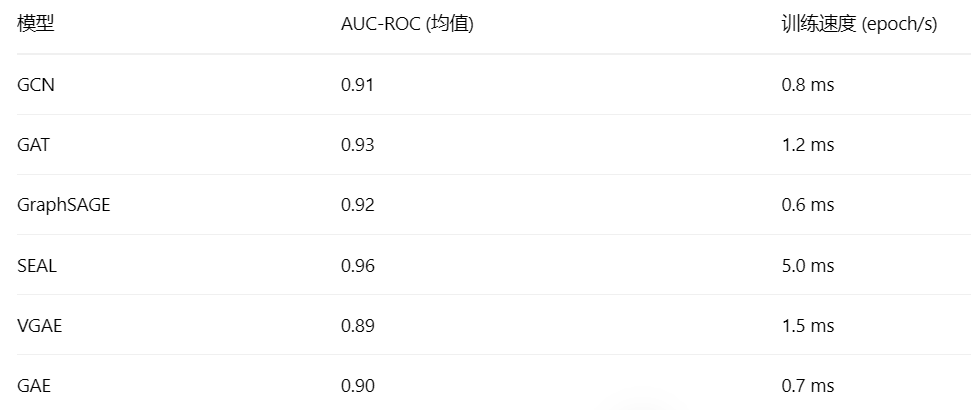 模型 AUC-ROC (均值) 训练速度 (epoch/s)
GCN 0.91 0.8 ms
GAT 0.93 1.2 ms
GraphSAGE 0.92 0.6 ms
SEAL 0.96 5.0 ms
VGAE 0.89 1.5 ms
GAE 0.90 0.7 ms